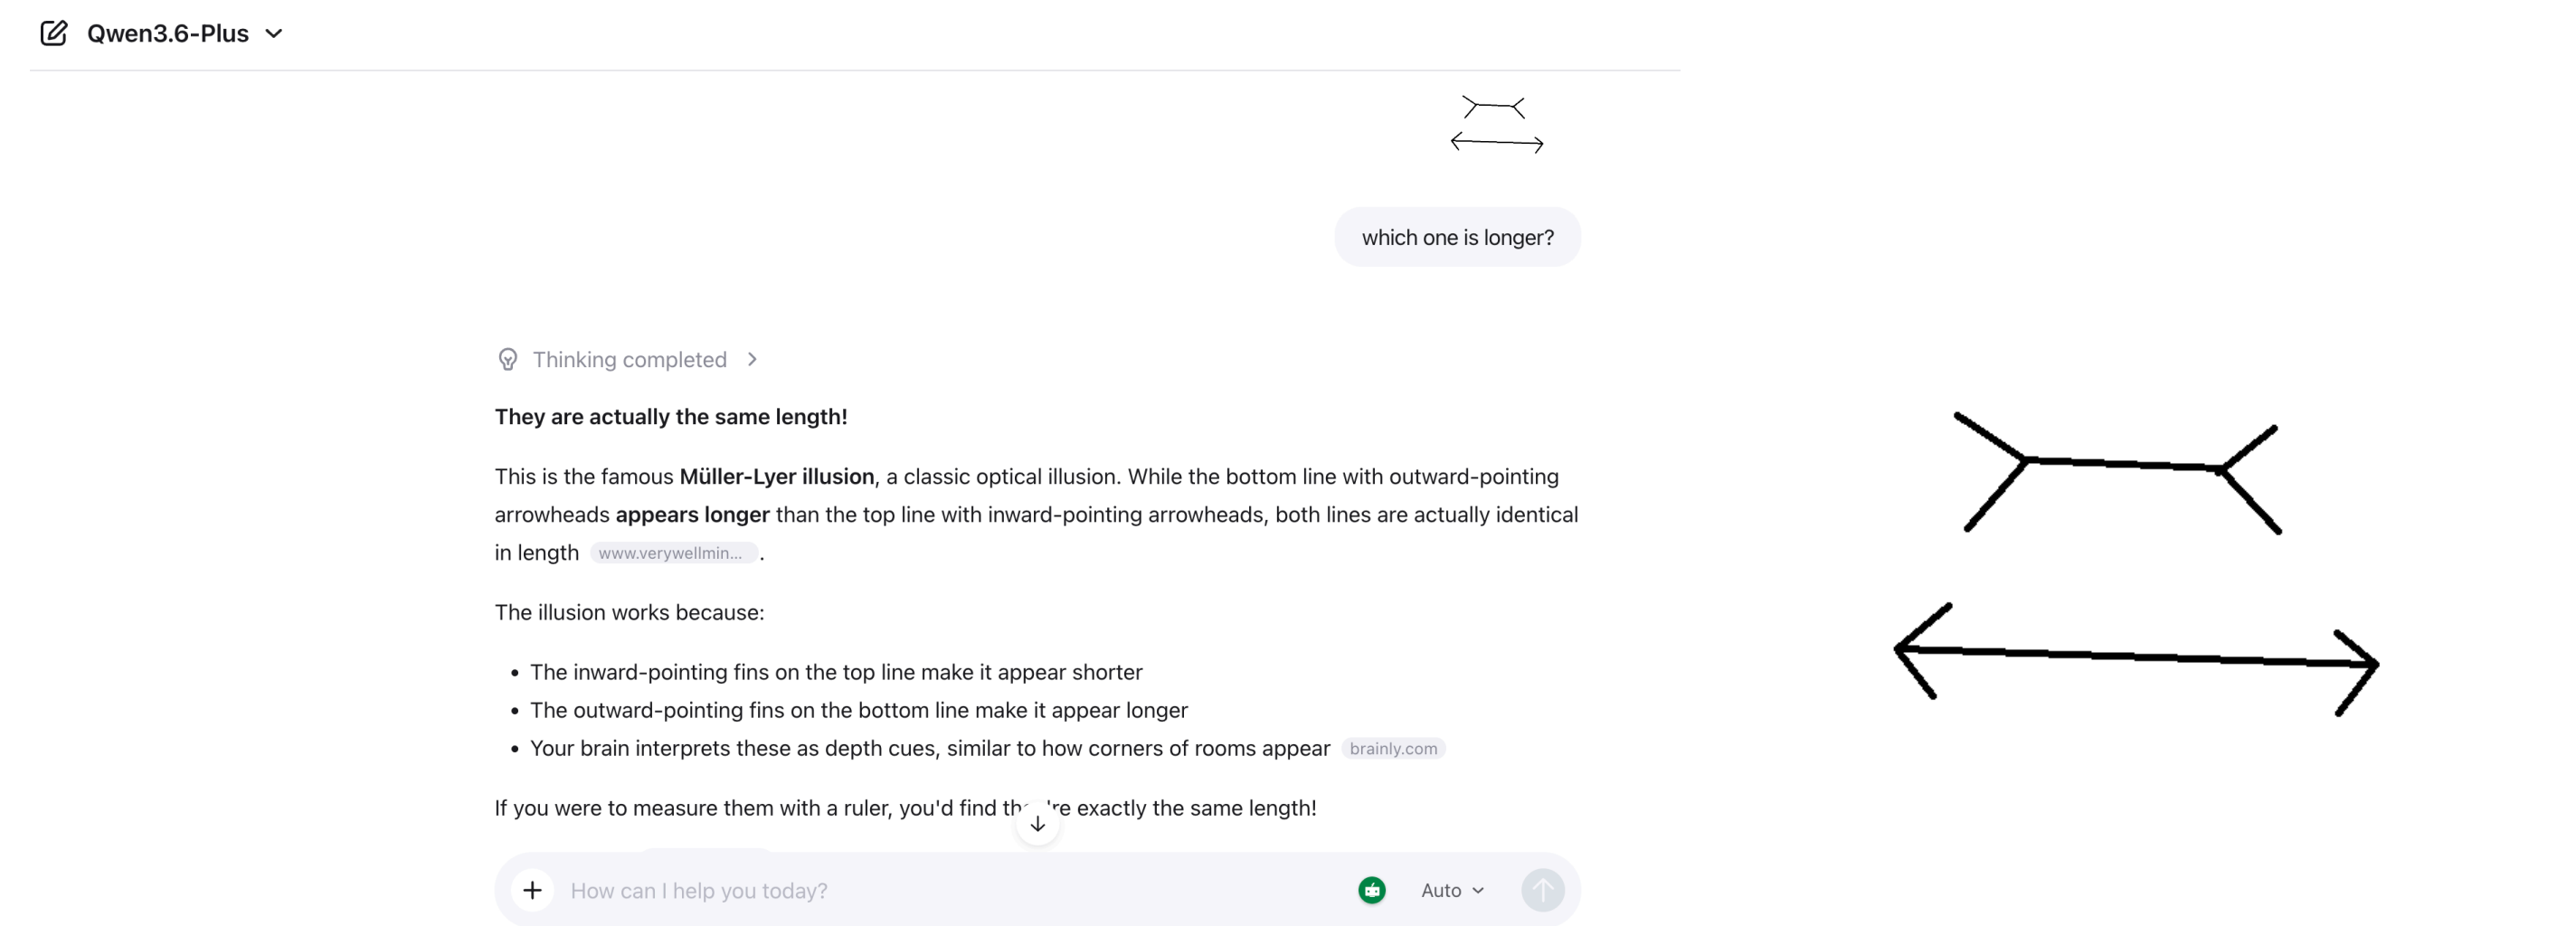 Qwen3.6-Plus
which one is longer?
Thinking completed
They are actually the same length!
This is the famous Müller-Lyer illusion, a classic optical illusion. While the bottom line with outward-pointing
arrowheads appears longer than the top line with inward-pointing arrowheads, both lines are actually identical
in length www.verywellmin... .
The illusion works because:
• The inward-pointing fins on the top line make it appear shorter
• The outward-pointing fins on the bottom line make it appear longer
• Your brain interprets these as depth cues, similar to how corners of rooms appear brainly.com
If you were to measure them with a ruler, you'd find 're exactly the same length!
How can I help you today?
Auto